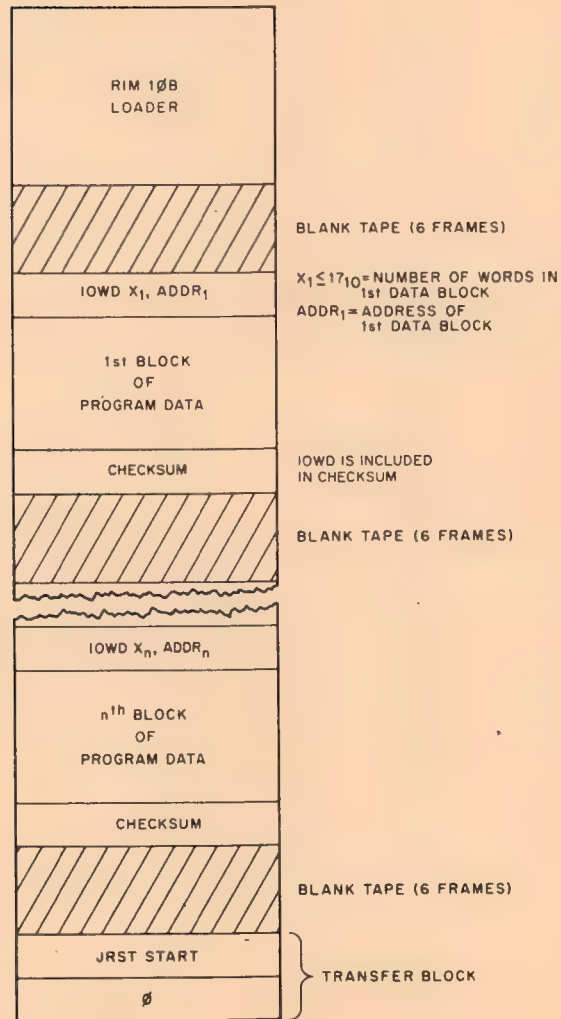 RIM 1ØB
LOADER
BLANK TAPE (6 FRAMES)
IOWD X₁, ADDR₁
X₁≤17₁₀=NUMBER OF WORDS IN
1st DATA BLOCK
ADDR₁=ADDRESS OF
1st DATA BLOCK
1st BLOCK
OF
PROGRAM DATA
CHECKSUM
IOWD IS INCLUDED
IN CHECKSUM
BLANK TAPE (6 FRAMES)
IOWD Xₙ, ADDRₙ
nᵗʰ BLOCK
OF
PROGRAM DATA
CHECKSUM
BLANK TAPE (6 FRAMES)
JRST START
TRANSFER BLOCK
Ø